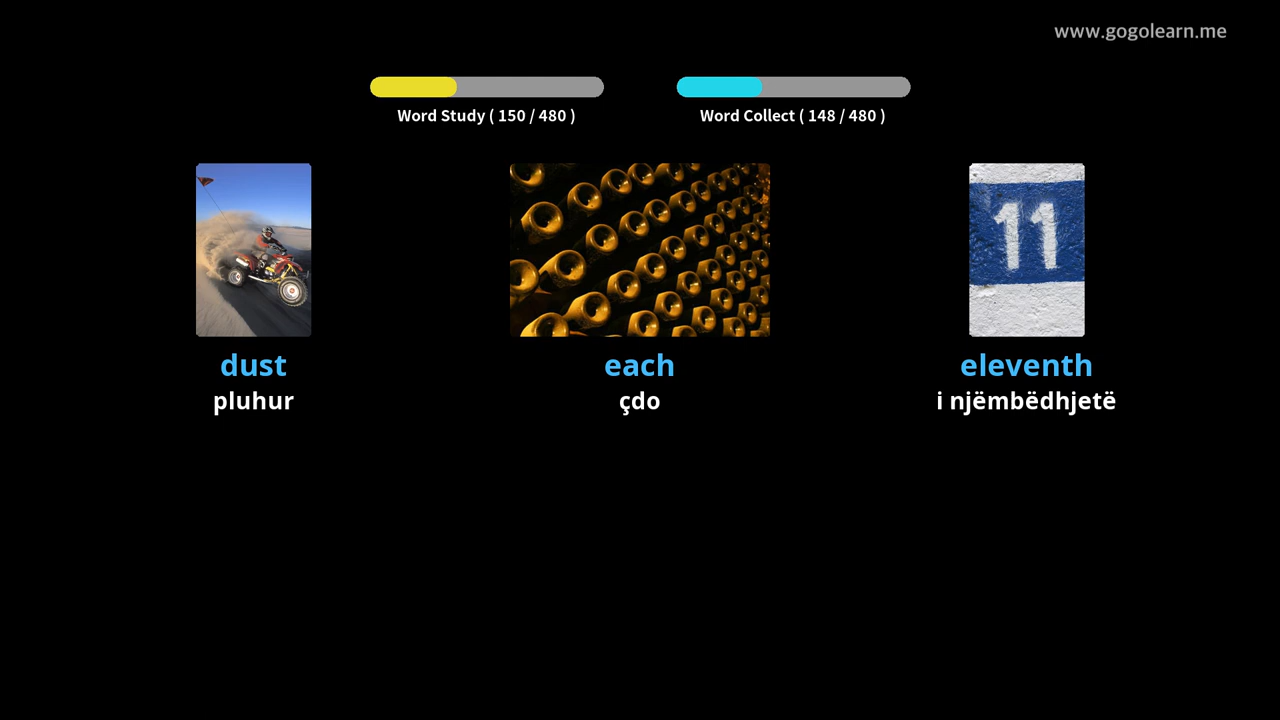 www.gogolearn.me
Word Study ( 150 / 480 )
Word Collect ( 148 / 480 )
11
dust
each
eleventh
pluhur
çdo
i njëmbëdhjetë